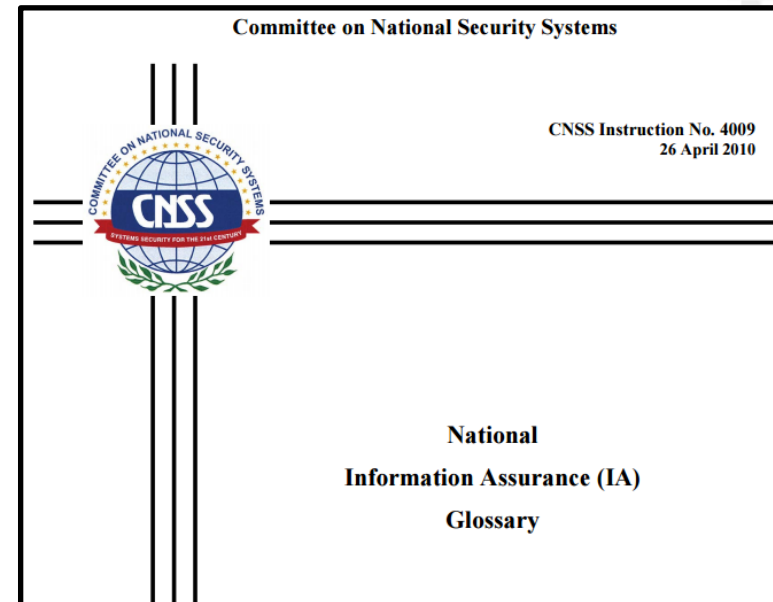 Committee on National Security Systems
CNSS Instruction No. 4009
26 April 2010
COMMITTEE ON NATIONAL SECURITY SYSTEMS
CNSS
SYSTEMS SECURITY FOR THE 21st CENTURY
National
Information Assurance (IA)
Glossary